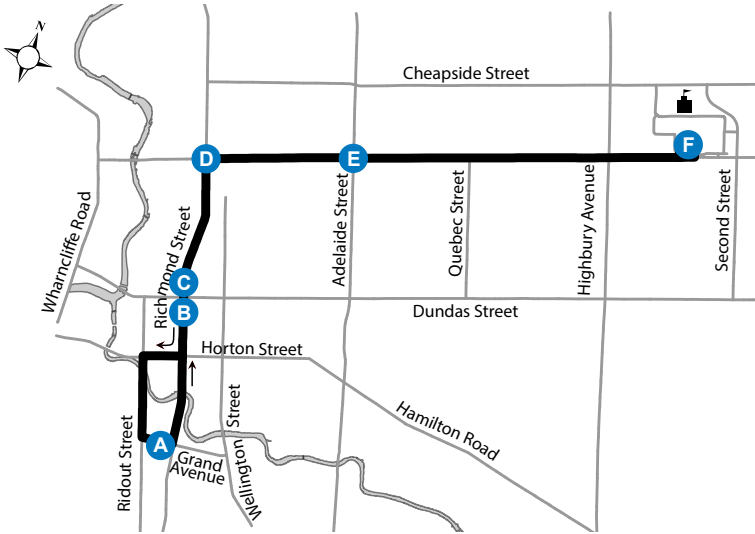 N
Cheapside Street
F
D
E
Wharncliffe Road
Richmond Street
Adelaide Street
Quebec Street
Highbury Avenue
Second Street
C
B
Dundas Street
Horton Street
Hamilton Road
Ridout Street
A
Grand
Avenue
Wellington Street